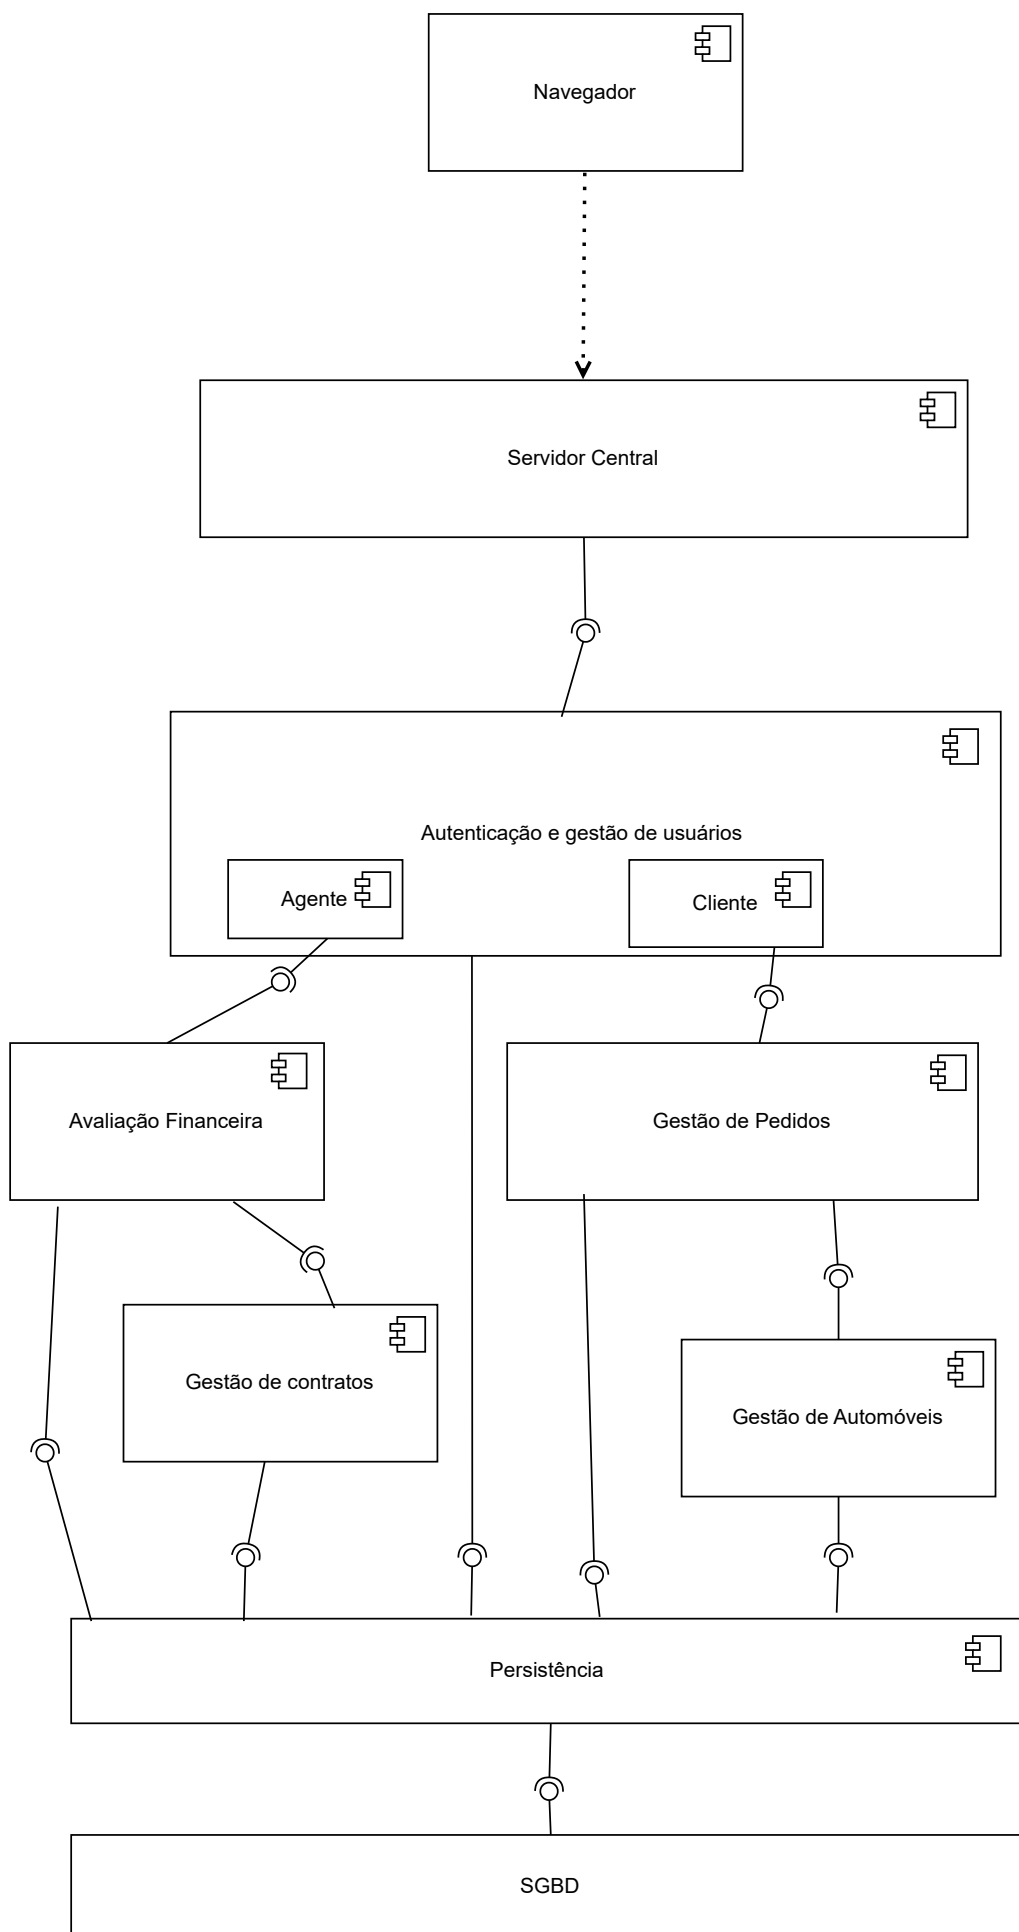 Navegador
Servidor Central
Autenticação e gestão de usuários
Agente
Cliente
Avaliação Financeira
Gestão de Pedidos
Gestão de contratos
Gestão de Automóveis
Persistência
SGBD